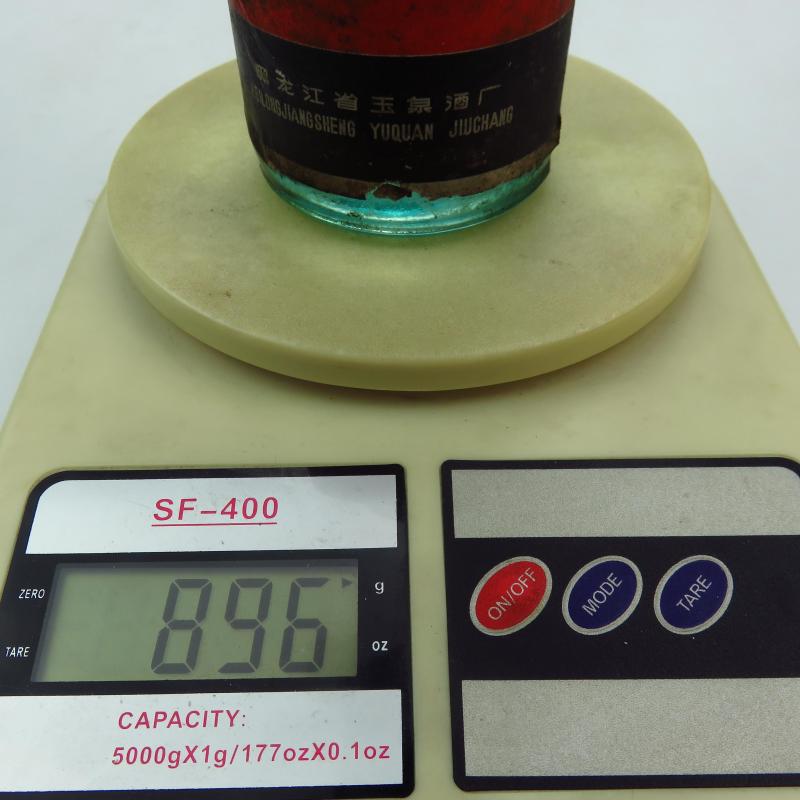 龙江省玉泉酒厂
ILONGJIANGSHENG YUQUAN JIUCHANG
SF-400
ZERO
TARE
896
g
oz
CAPACITY:
5000gX1g/177ozX0.1oz
ON/OFF
MODE
TARE